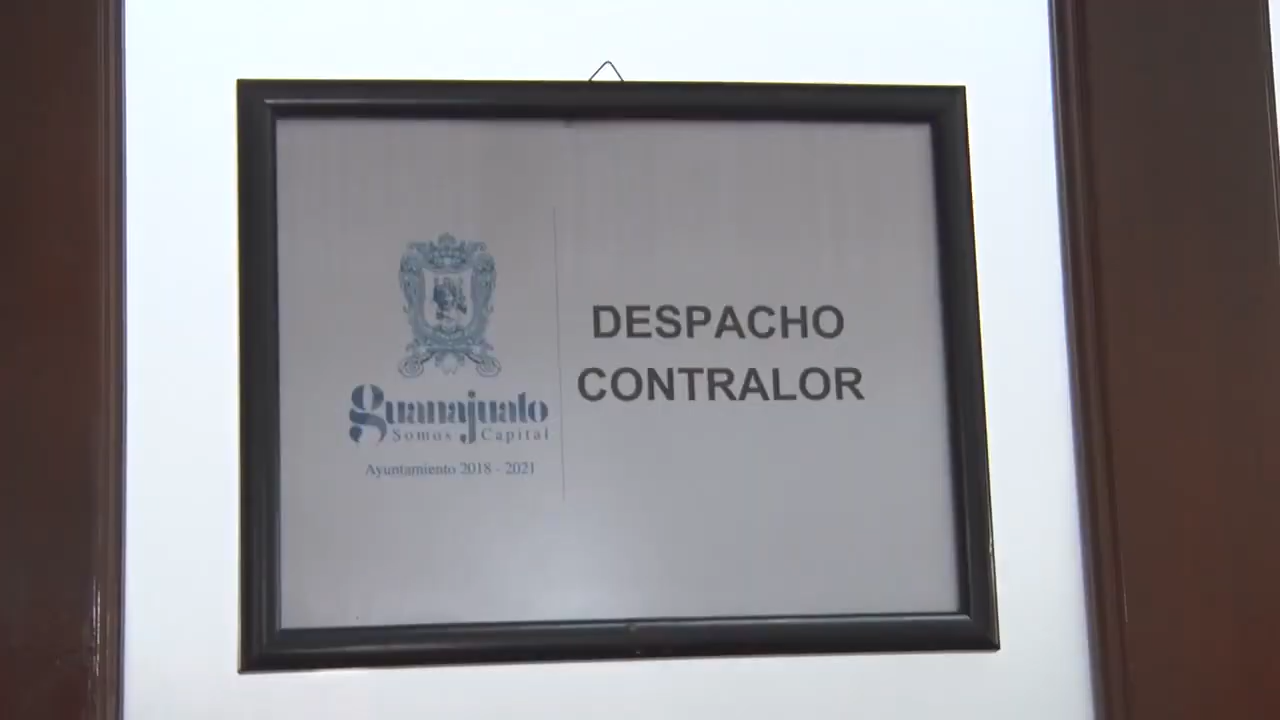 guanajuato
Somos Capital
Ayuntamiento 2018 - 2021
DESPACHO
CONTRALOR